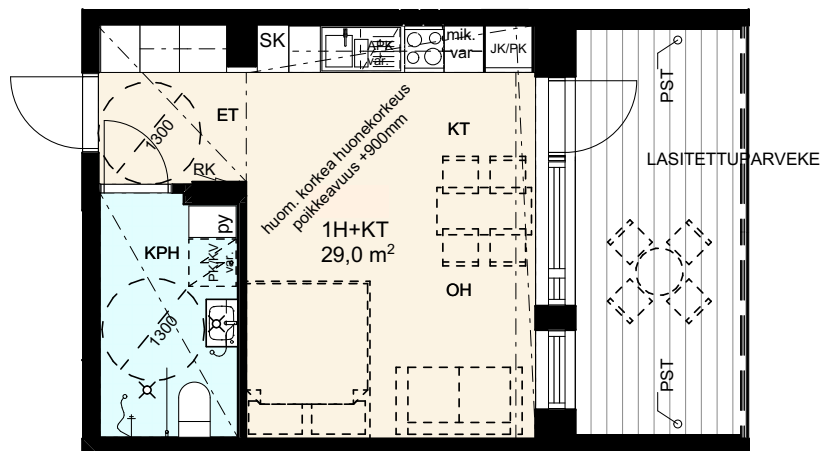 SK
APK
var.
mik.
var
JK/PK
PST
ET
1300
RK
KT
LASITETTU PARVEKE
huom. korkea huonekorkeus
poikkeavuus +900mm
1H+KT
29,0 m²
py
KPH
PK/KV
var.
OH
1300
PST